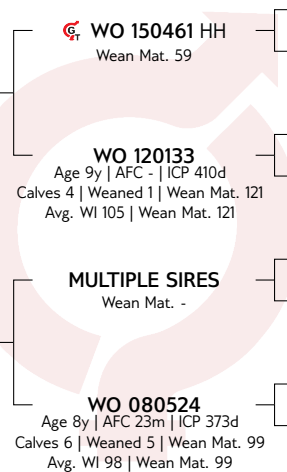 GT WO 150461 HH
Wean Mat. 59
WO 120133
Age 9y | AFC - | ICP 410d
Calves 4 | Weaned 1 | Wean Mat. 121
Avg. WI 105 | Wean Mat. 121
MULTIPLE SIRES
Wean Mat. -
WO 080524
Age 8y | AFC 23m | ICP 373d
Calves 6 | Weaned 5 | Wean Mat. 99
Avg. WI 98 | Wean Mat. 99